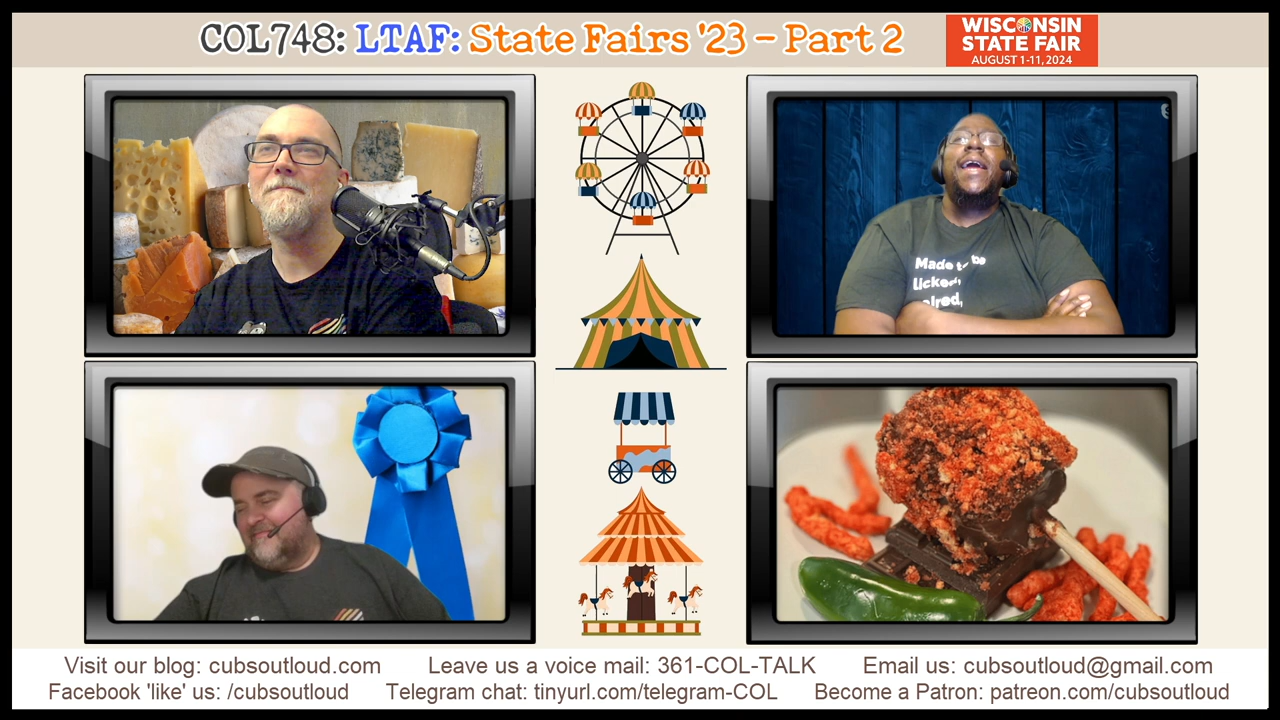 COL748: LTAF: State Fairs '23 - Part 2
WISCONSIN
STATE FAIR
AUGUST 1-11, 2024
Made to be
licked,
Visit our blog: cubsoutloud.com Leave us a voice mail: 361-COL-TALK Email us: cubsoutloud@gmail.com
Facebook 'like' us: /cubsoutloud Telegram chat: tinyurl.com/telegram-COL Become a Patron: patreon.com/cubsoutloud